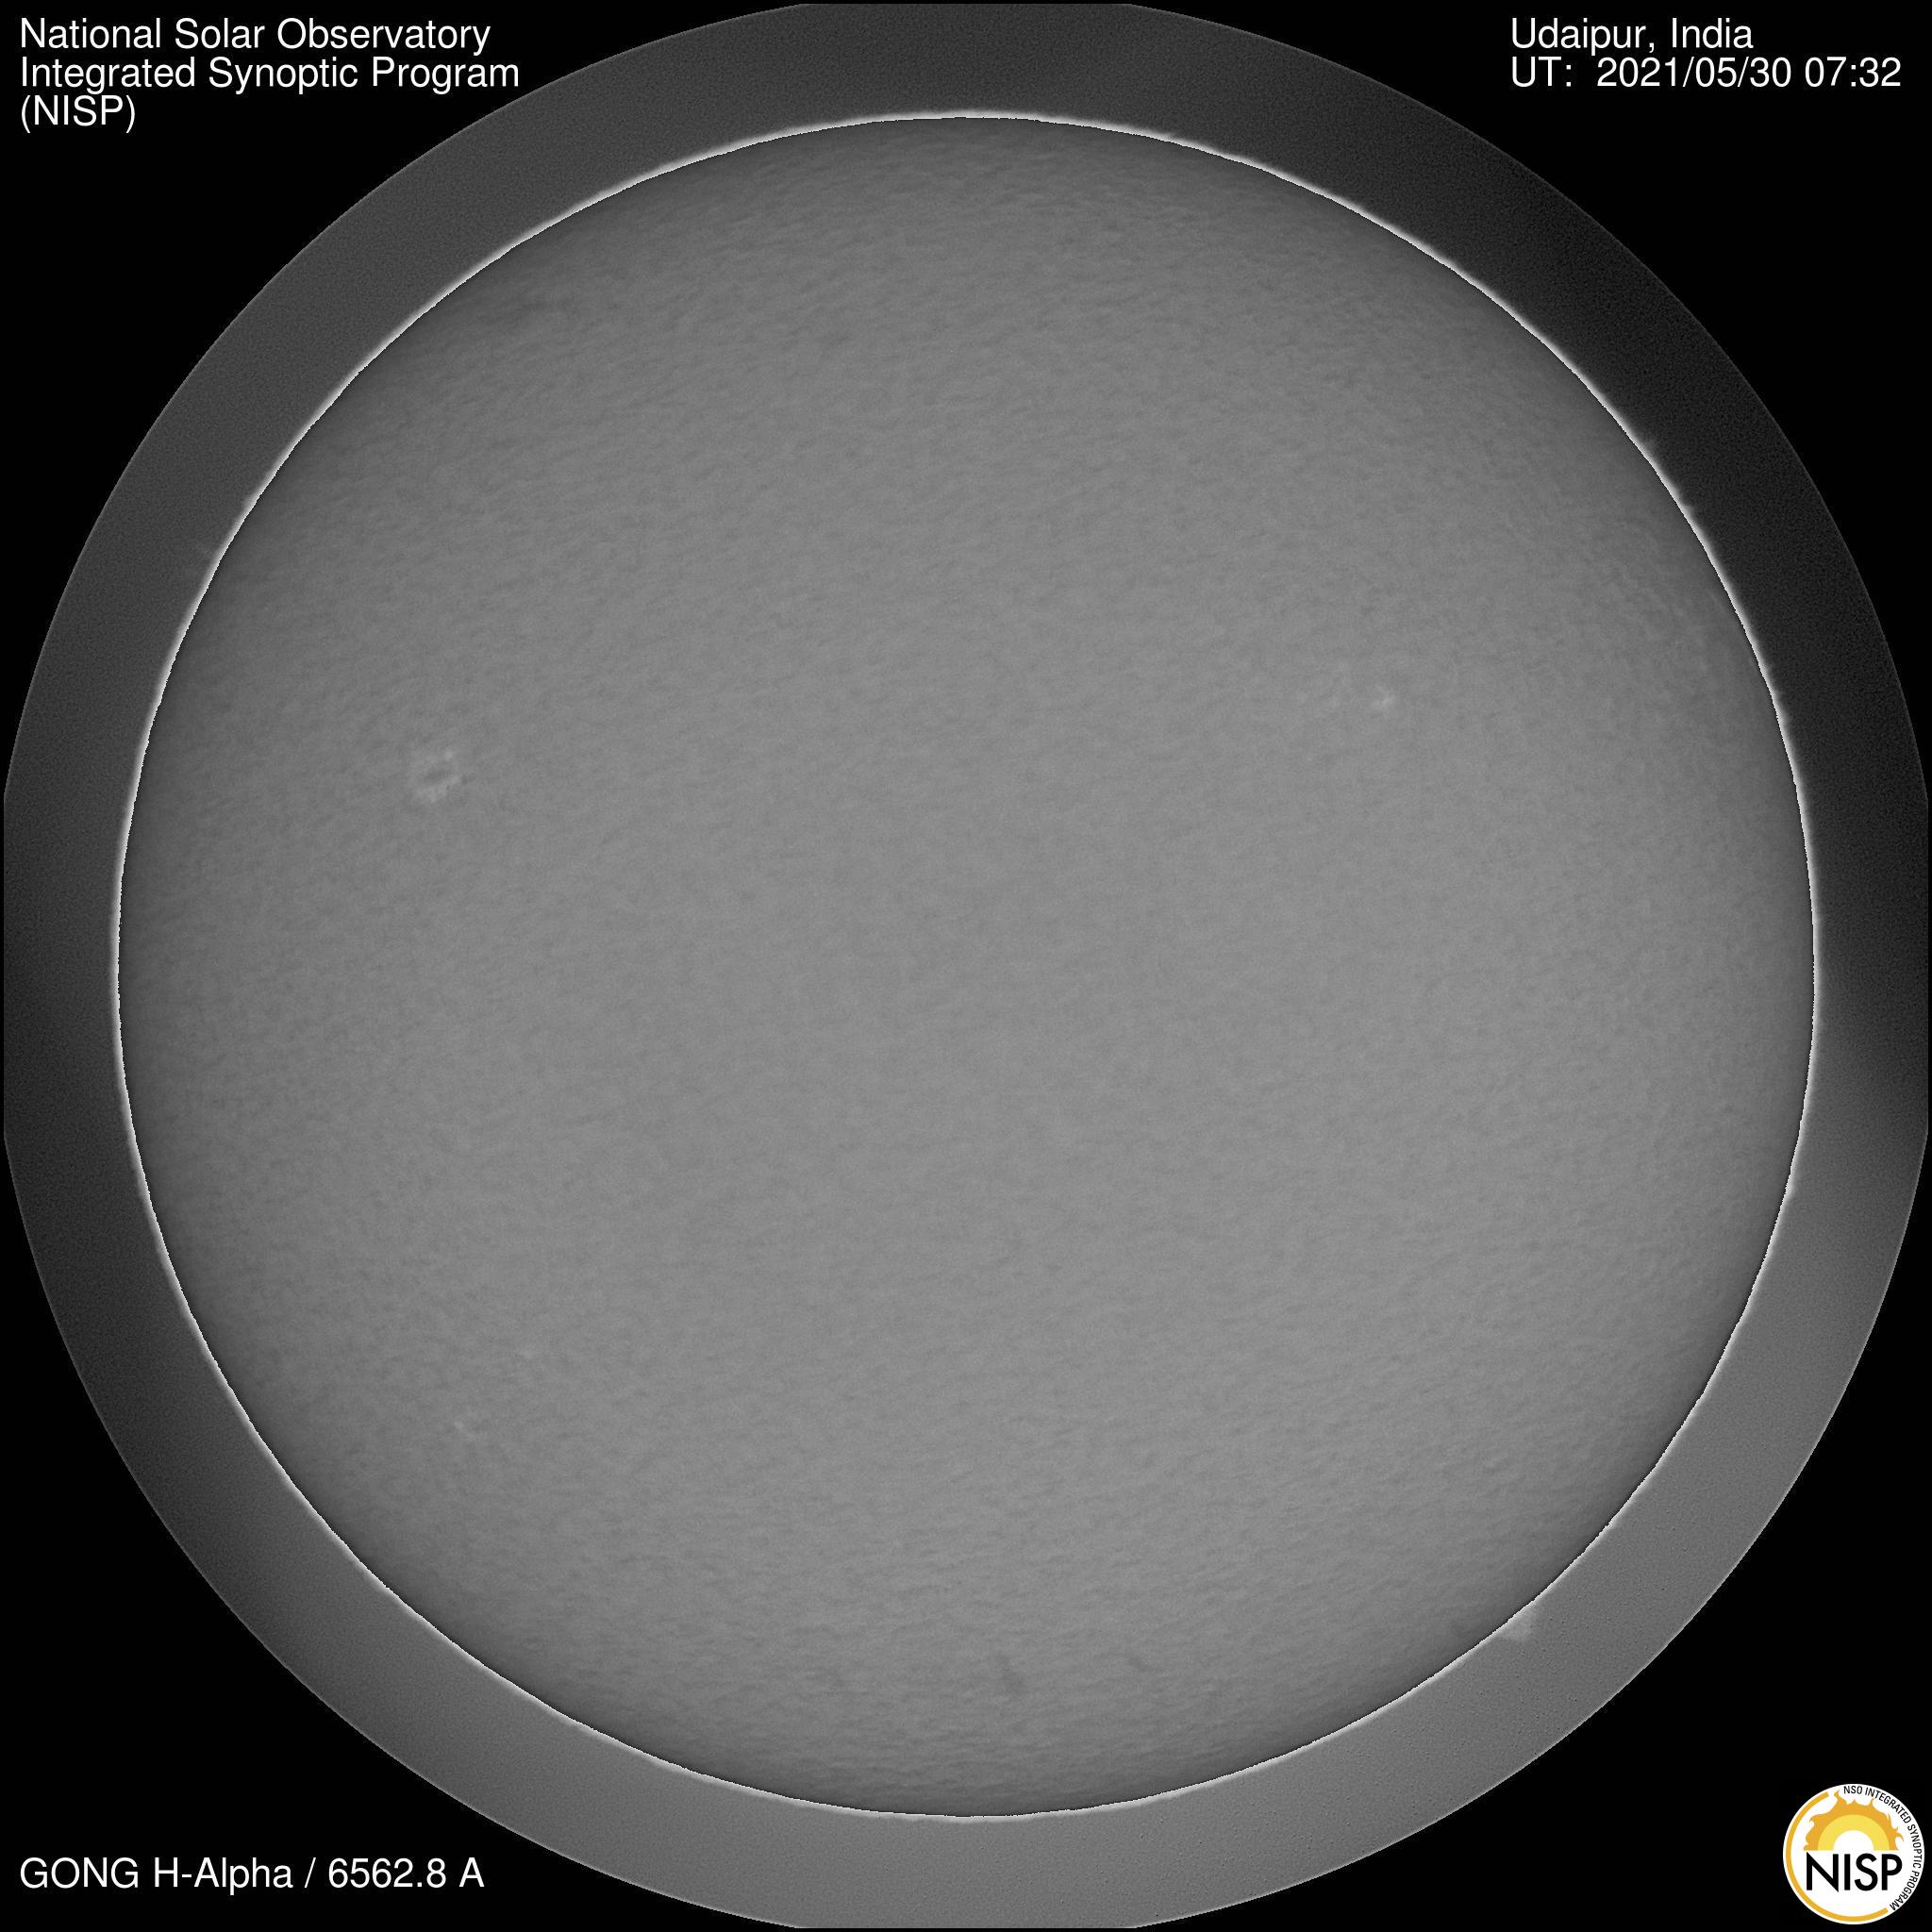 National Solar Observatory
Integrated Synoptic Program
(NISP)
Udaipur, India
UT: 2021/05/30 07:32
GONG H-Alpha / 6562.8 A
NSO INTEGRATED SYNOPTIC PROGRAM
NISP